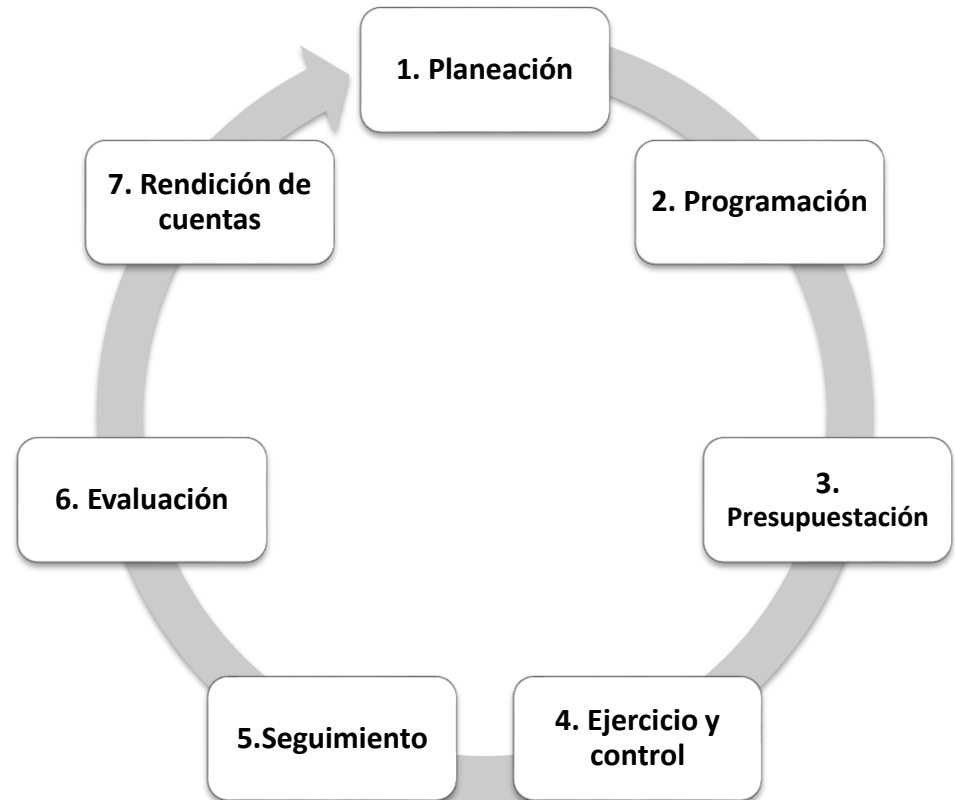 1. Planeación
2. Programación
3.
Presupuestación
4. Ejercicio y
control
5.Seguimiento
6. Evaluación
7. Rendición de
cuentas